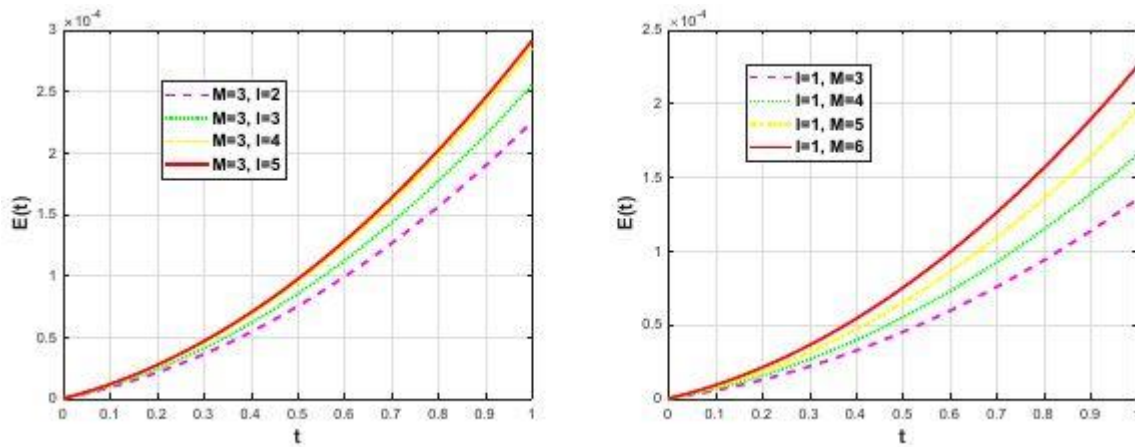 ×10⁻⁴
3
2.5
2
1.5
1
0.5
0
E(t)
M=3, I=2
M=3, I=3
M=3, I=4
M=3, I=5
0 0.1 0.2 0.3 0.4 0.5 0.6 0.7 0.8 0.9 1
t
×10⁻⁴
2.5
2
1.5
1
0.5
0
E(t)
I=1, M=3
I=1, M=4
I=1, M=5
I=1, M=6
0 0.1 0.2 0.3 0.4 0.5 0.6 0.7 0.8 0.9 1
t